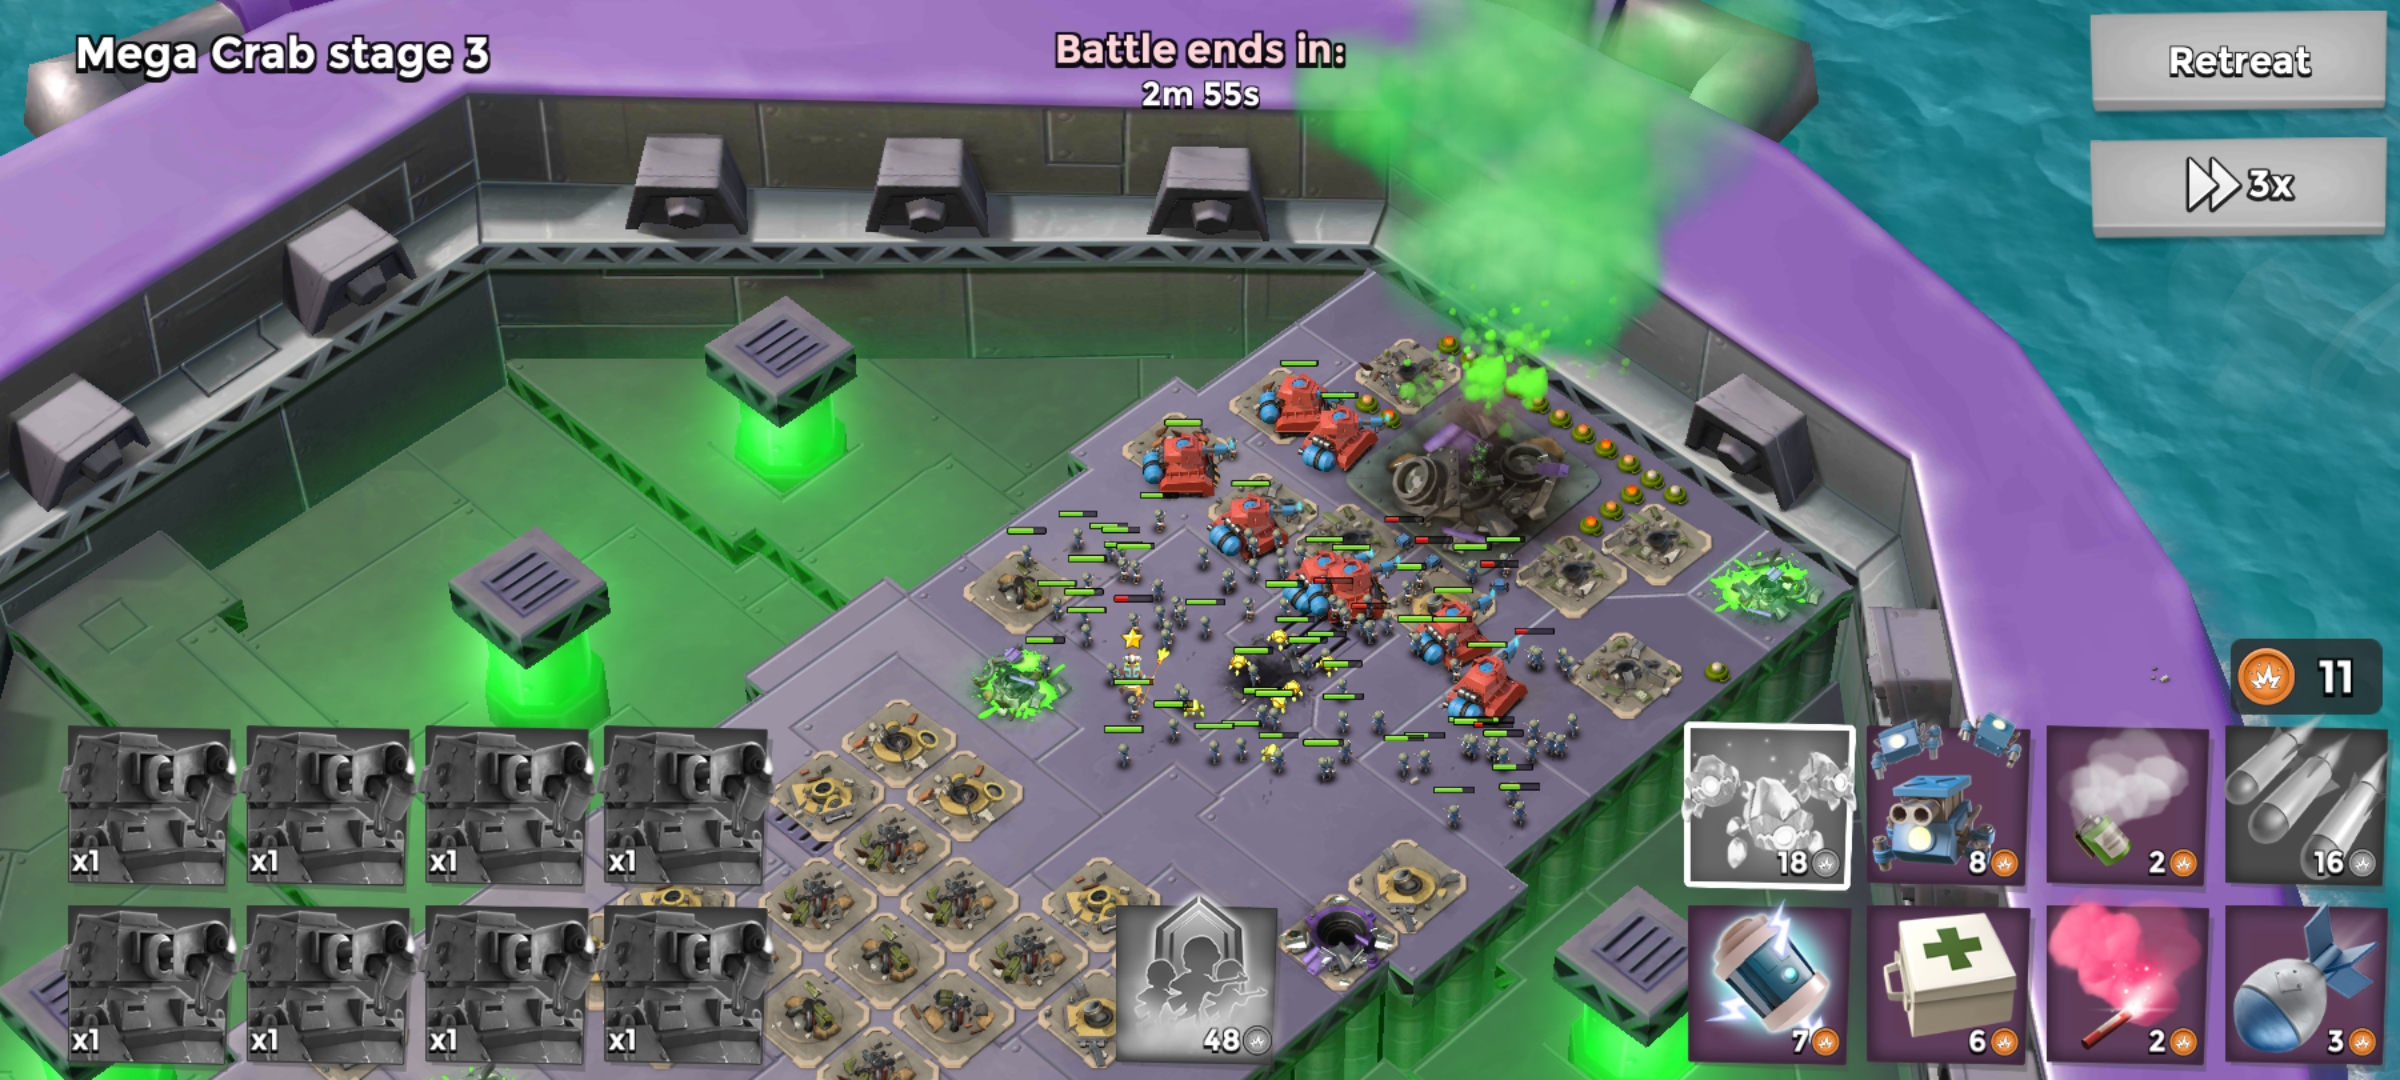 Mega Crab stage 3
Battle ends in:
2m 55s
Retreat
3x
11
x1
x1
x1
x1
18
8
2
16
x1
x1
x1
x1
48
7
6
2
3